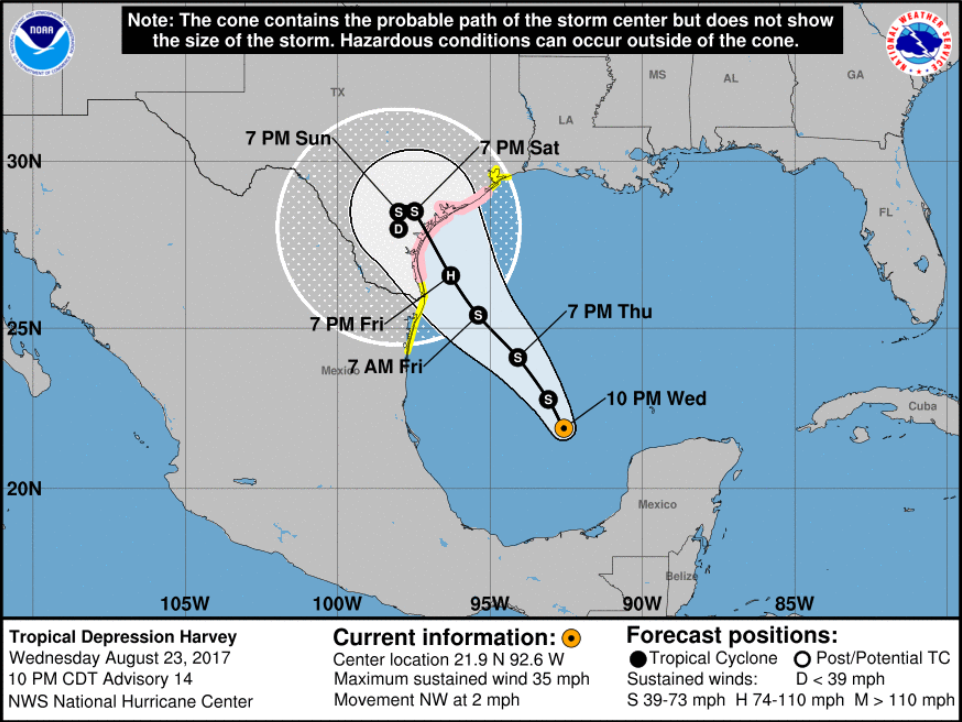 Note: The cone contains the probable path of the storm center but does not show
the size of the storm. Hazardous conditions can occur outside of the cone.
NOAA
NATIONAL WEATHER SERVICE
MS
AL
GA
TX
LA
7 PM Sun
7 PM Sat
30N
FL
S
S
D
H
7 PM Fri
S
7 PM Thu
25N
7 AM Fri
S
Mexico
S
10 PM Wed
Cuba
20N
Mexico
Belize
105W
100W
95W
90W
85W
Tropical Depression Harvey
Wednesday August 23, 2017
10 PM CDT Advisory 14
NWS National Hurricane Center
Current information:
Center location 21.9 N 92.6 W
Maximum sustained wind 35 mph
Movement NW at 2 mph
Forecast positions:
Tropical Cyclone Post/Potential TC
Sustained winds: D < 39 mph
S 39-73 mph H 74-110 mph M > 110 mph